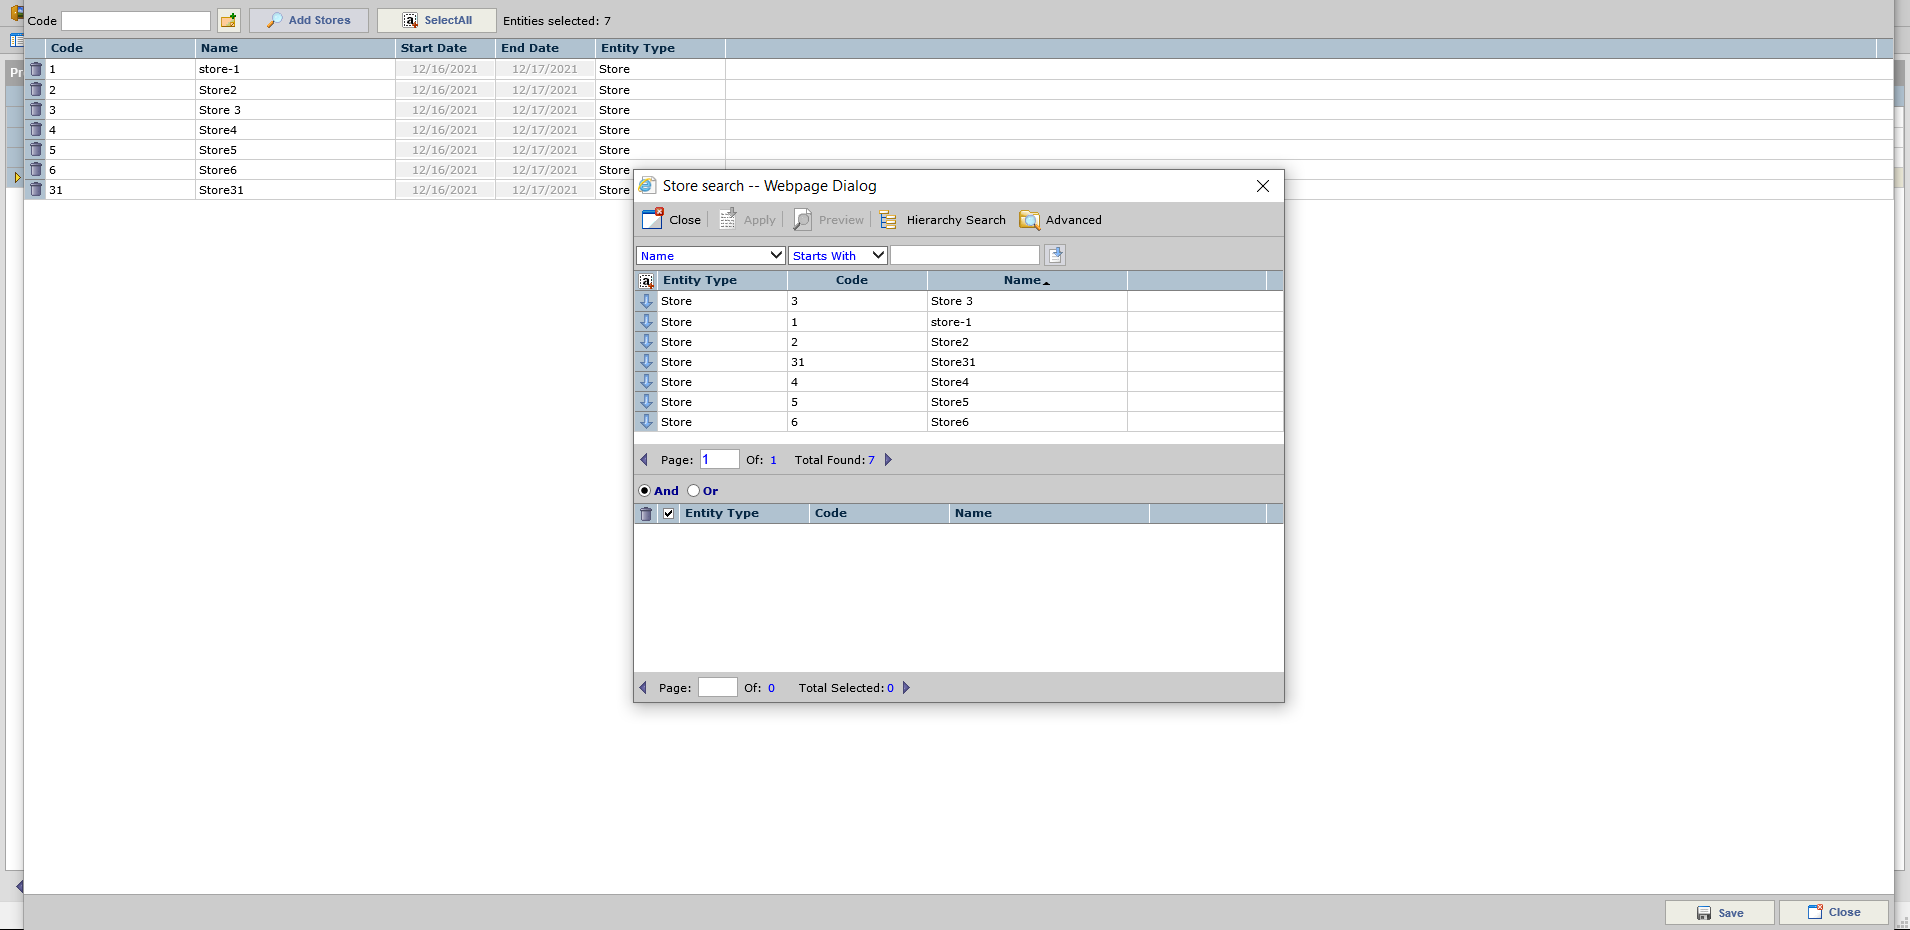 Code Add Stores SelectAll Entities selected: 7
Code Name Start Date End Date Entity Type
Pr
1 store-1 12/16/2021 12/17/2021 Store
2 Store2 12/16/2021 12/17/2021 Store
3 Store 3 12/16/2021 12/17/2021 Store
4 Store4 12/16/2021 12/17/2021 Store
5 Store5 12/16/2021 12/17/2021 Store
6 Store6 12/16/2021 12/17/2021 Store
31 Store31 12/16/2021 12/17/2021 Store
Store search -- Webpage Dialog
Close Apply Preview Hierarchy Search Advanced
Name Starts With
a Entity Type Code Name
Store 3 Store 3
Store 1 store-1
Store 2 Store2
Store 31 Store31
Store 4 Store4
Store 5 Store5
Store 6 Store6
Page: 1 Of: 1 Total Found: 7
And Or
Entity Type Code Name
Page: Of: 0 Total Selected: 0
Save Close